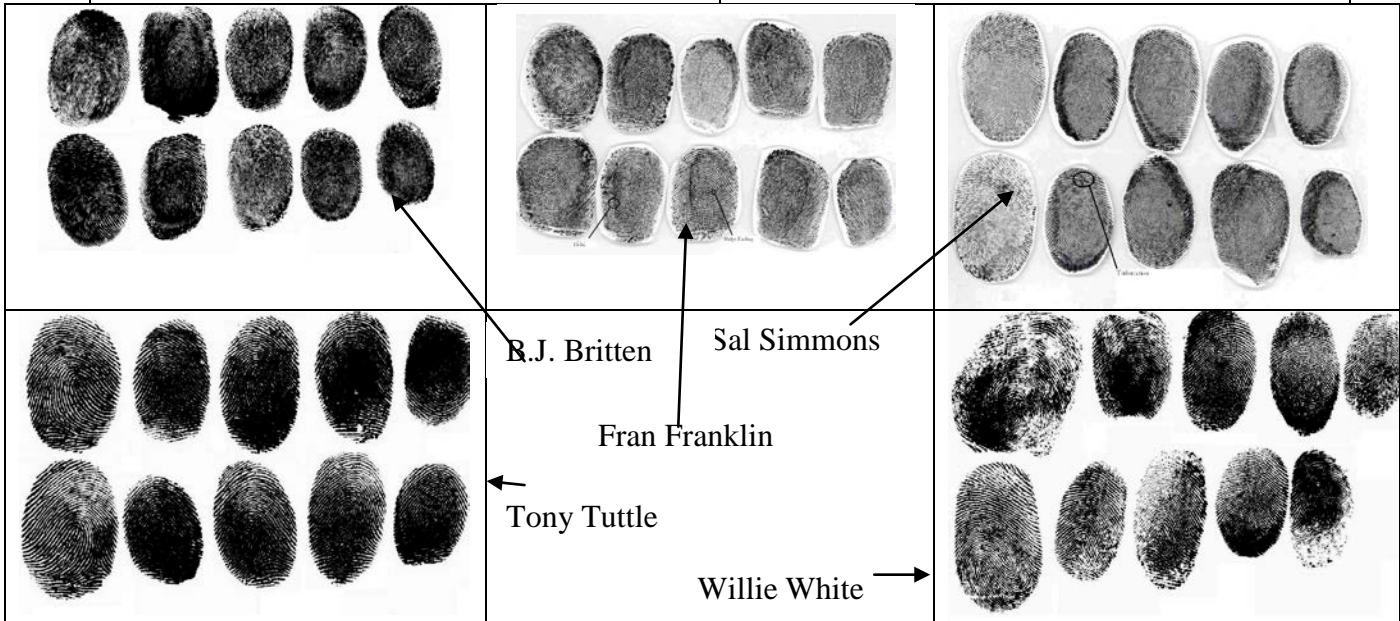 B.J. Britten
Sal Simmons
Fran Franklin
Tony Tuttle
Willie White